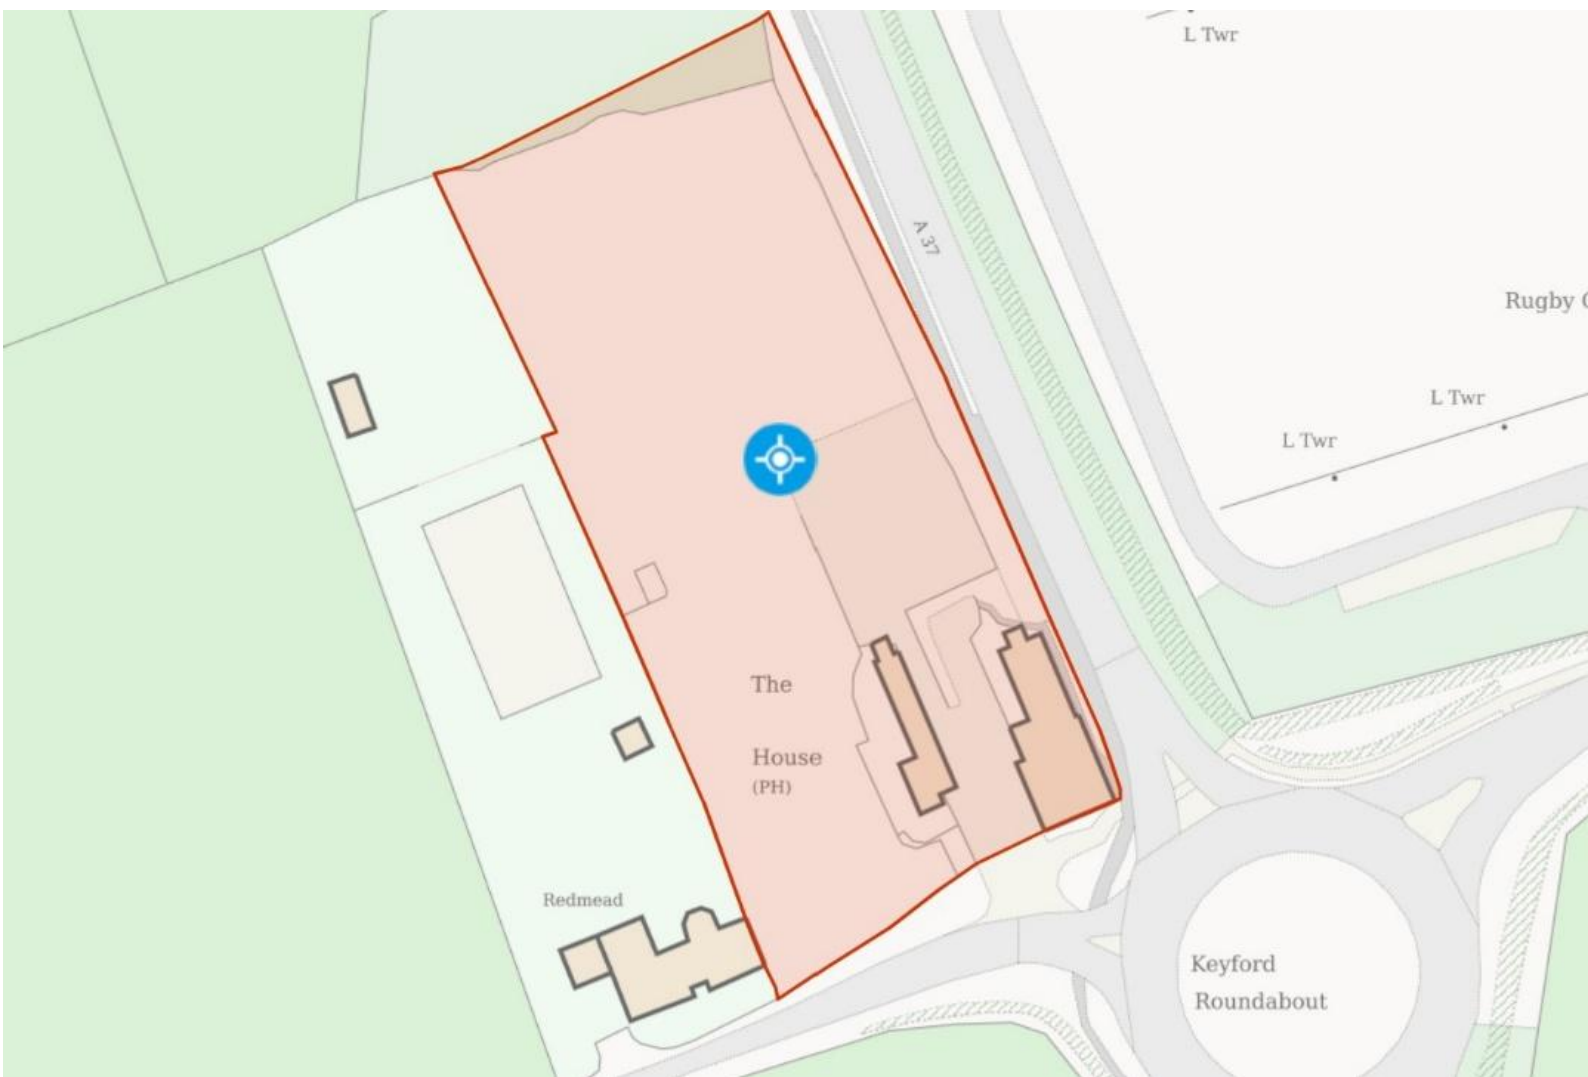 L Twr
A 37
Rugby
L Twr
L Twr
The
House
(PH)
Redmead
Keyford
Roundabout